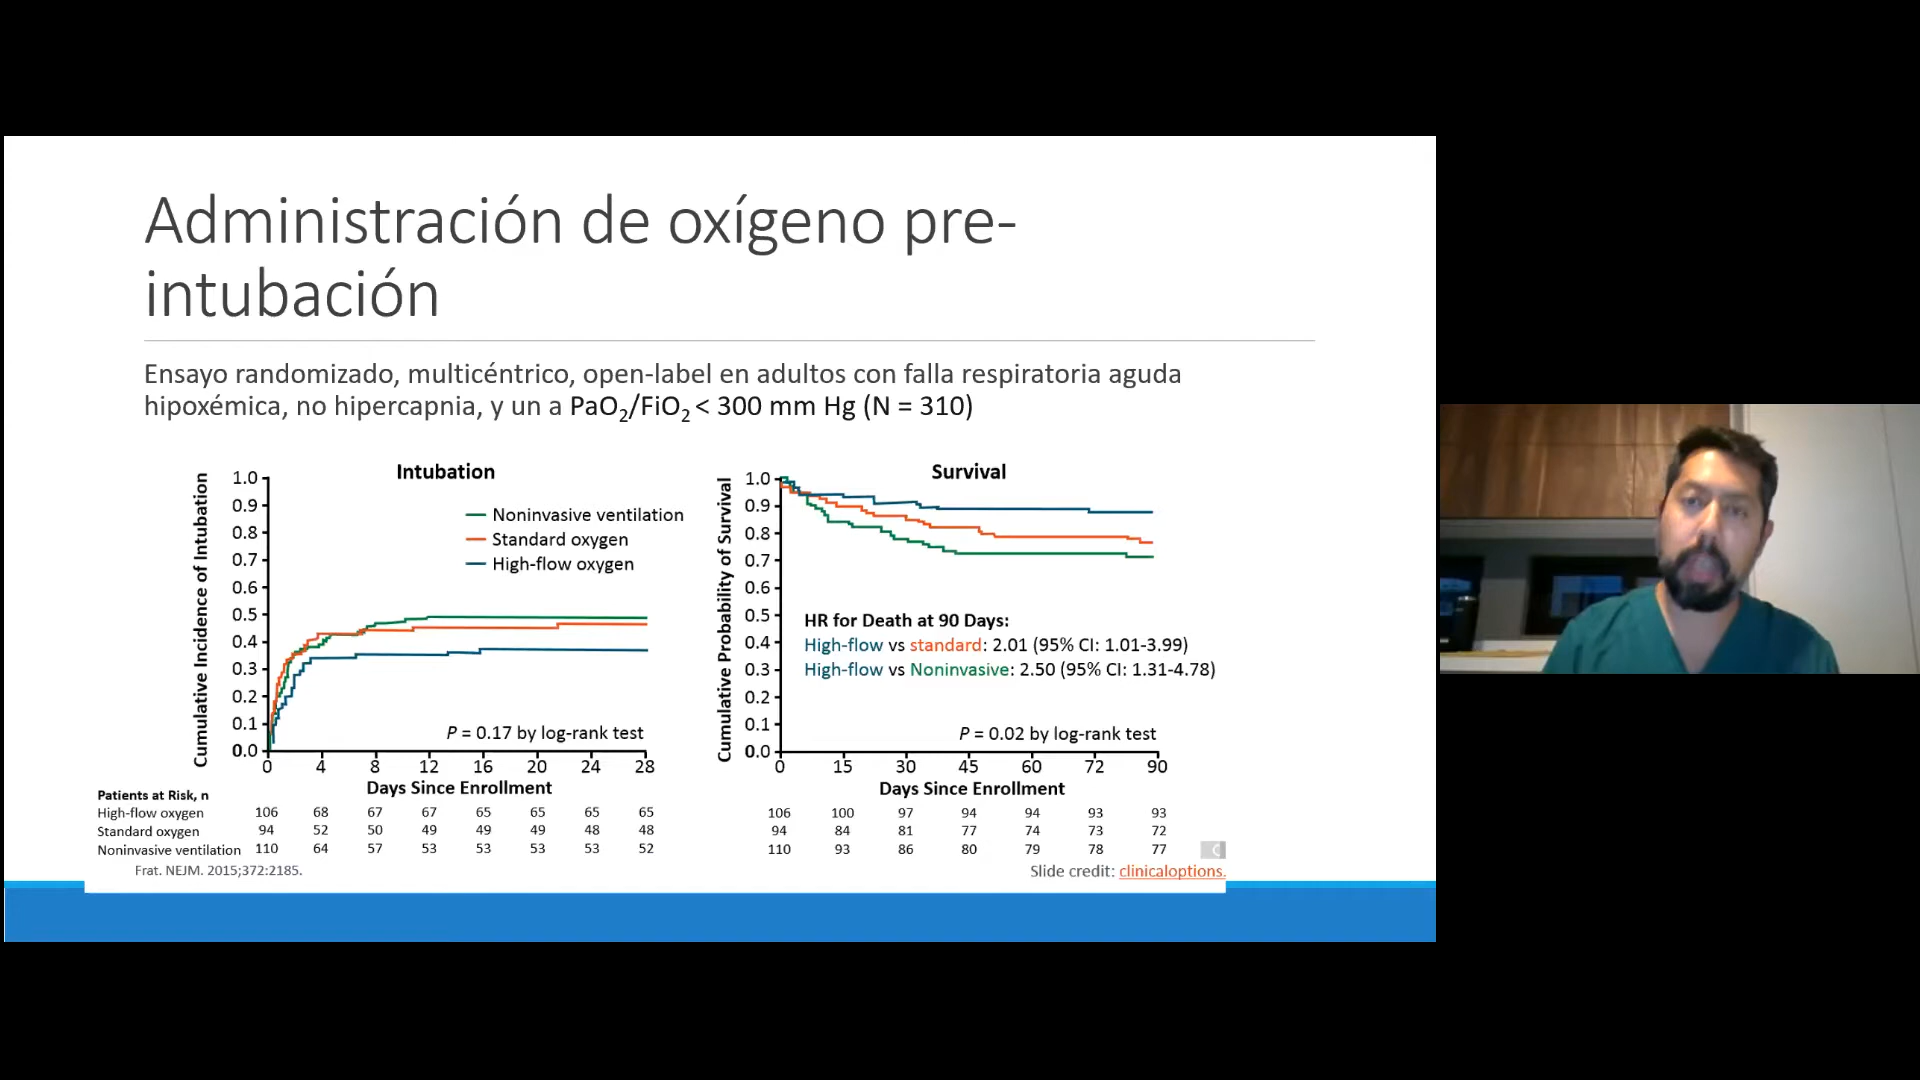 Administración de oxígeno pre-
intubación
Ensayo randomizado, multicéntrico, open-label en adultos con falla respiratoria aguda
hipoxémica, no hipercapnia, y un a PaO2/FiO2 < 300 mm Hg (N = 310)
Intubation
Cumulative Incidence of Intubation
1.0
0.9
0.8
0.7
0.6
0.5
0.4
0.3
0.2
0.1
0.0
Noninvasive ventilation
Standard oxygen
High-flow oxygen
P = 0.17 by log-rank test
0 4 8 12 16 20 24 28
Days Since Enrollment
Survival
Cumulative Probability of Survival
1.0
0.9
0.8
0.7
0.6
0.5
0.4
0.3
0.2
0.1
0.0
HR for Death at 90 Days:
High-flow vs standard: 2.01 (95% CI: 1.01-3.99)
High-flow vs Noninvasive: 2.50 (95% CI: 1.31-4.78)
P = 0.02 by log-rank test
0 15 30 45 60 72 90
Days Since Enrollment
Patients at Risk, n
High-flow oxygen 106 68 67 67 65 65 65 65 106 100 97 94 94 93 93
Standard oxygen 94 52 50 49 49 49 48 48 94 84 81 77 74 73 72
Noninvasive ventilation 110 64 57 53 53 53 53 52 110 93 86 80 79 78 77
Frat. NEJM. 2015;372:2185.
Slide credit: clinicaloptions.